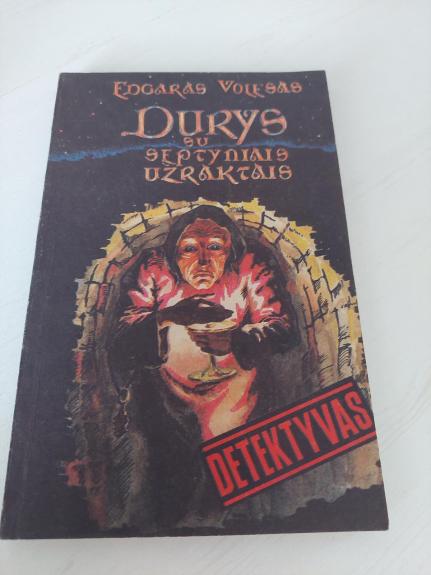 EDGARAS VOLESAS
DURYS
SU
SEPTYNIAIS
UŽRAKTAIS
DETEKTYVAS